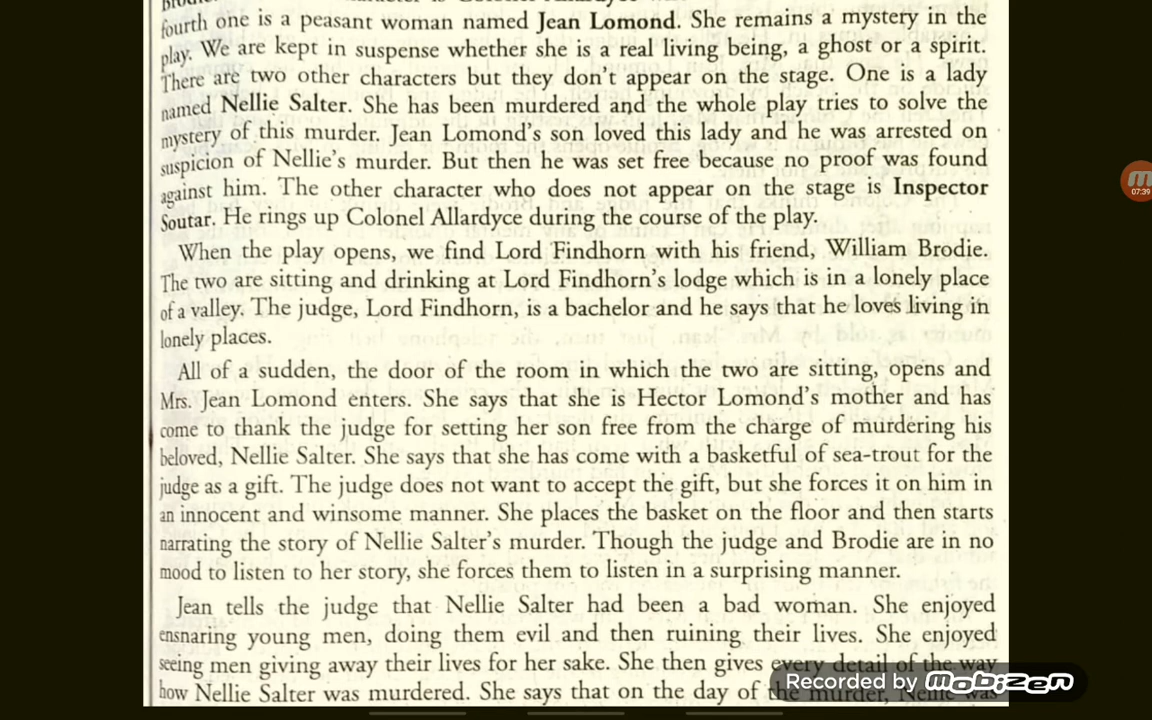 fourth one is a peasant woman named Jean Lomond. She remains a mystery in the
play. We are kept in suspense whether she is a real living being, a ghost or a spirit.
There are two other characters but they don't appear on the stage. One is a lady
named Nellie Salter. She has been murdered and the whole play tries to solve the
mystery of this murder. Jean Lomond's son loved this lady and he was arrested on
suspicion of Nellie's murder. But then he was set free because no proof was found
against him. The other character who does not appear on the stage is Inspector
Soutar. He rings up Colonel Allardyce during the course of the play.
When the play opens, we find Lord Findhorn with his friend, William Brodie.
The two are sitting and drinking at Lord Findhorn's lodge which is in a lonely place
of a valley. The judge, Lord Findhorn, is a bachelor and he says that he loves living in
lonely places.
All of a sudden, the door of the room in which the two are sitting, opens and
Mrs. Jean Lomond enters. She says that she is Hector Lomond's mother and has
come to thank the judge for setting her son free from the charge of murdering his
beloved, Nellie Salter. She says that she has come with a basketful of sea-trout for the
judge as a gift. The judge does not want to accept the gift, but she forces it on him in
an innocent and winsome manner. She places the basket on the floor and then starts
narrating the story of Nellie Salter's murder. Though the judge and Brodie are in no
mood to listen to her story, she forces them to listen in a surprising manner.
Jean tells the judge that Nellie Salter had been a bad woman. She enjoyed
ensnaring young men, doing them evil and then ruining their lives. She enjoyed
seeing men giving away their lives for her sake. She then gives every detail of the way
how Nellie Salter was murdered. She says that on the day of the murder, Nellie was
Recorded by mobizen
07:39